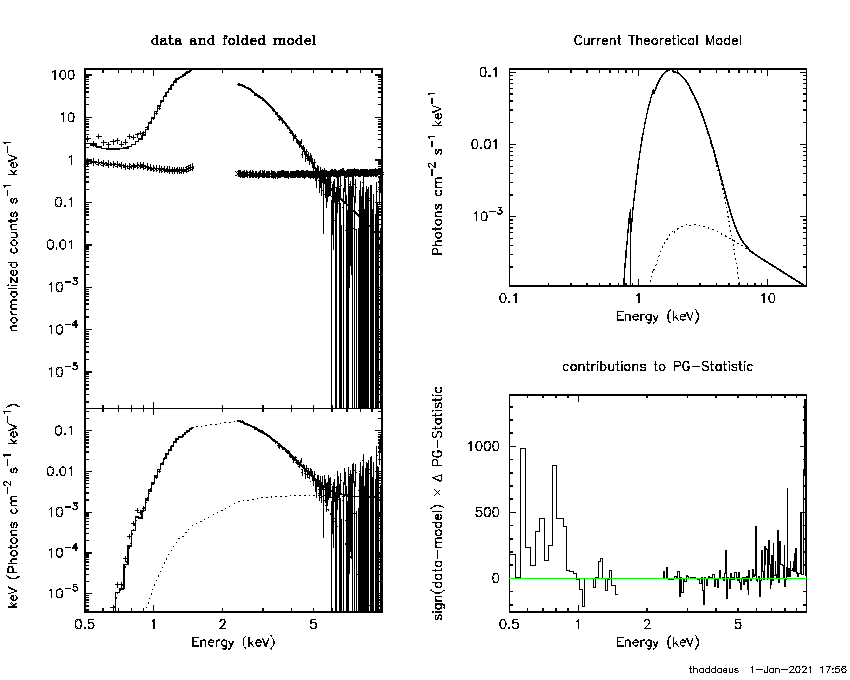 data and folded model
100
10
1
0.1
0.01
10−3
10−4
10−5
normalized counts s−1 keV−1
0.1
0.01
10−3
10−4
10−5
keV (Photons cm−2 s−1 keV−1)
0.5 1 2 5
Energy (keV)
Current Theoretical Model
0.1
0.01
10−3
Photons cm−2 s−1 keV−1
0.1 1 10
Energy (keV)
contributions to PG−Statistic
1000
500
0
sign(data−model) × Δ PG−Statistic
0.5 1 2 5
Energy (keV)
thaddaeus 1−Jan−2021 17:56